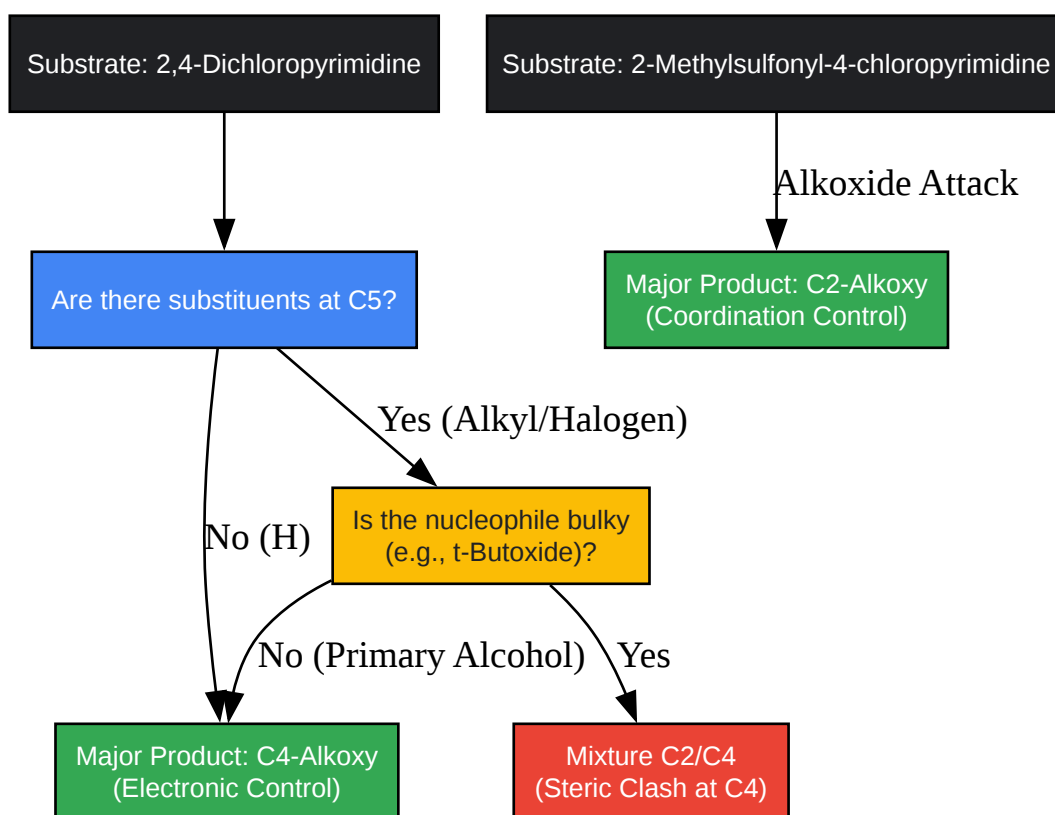 Substrate: 2,4-Dichloropyrimidine
Substrate: 2-Methylsulfonyl-4-chloropyrimidine
Alkoxide Attack
Are there substituents at C5?
Major Product: C2-Alkoxy
(Coordination Control)
Yes (Alkyl/Halogen)
Is the nucleophile bulky
(e.g., t-Butoxide)?
No (H)
No (Primary Alcohol)
Yes
Major Product: C4-Alkoxy
(Electronic Control)
Mixture C2/C4
(Steric Clash at C4)